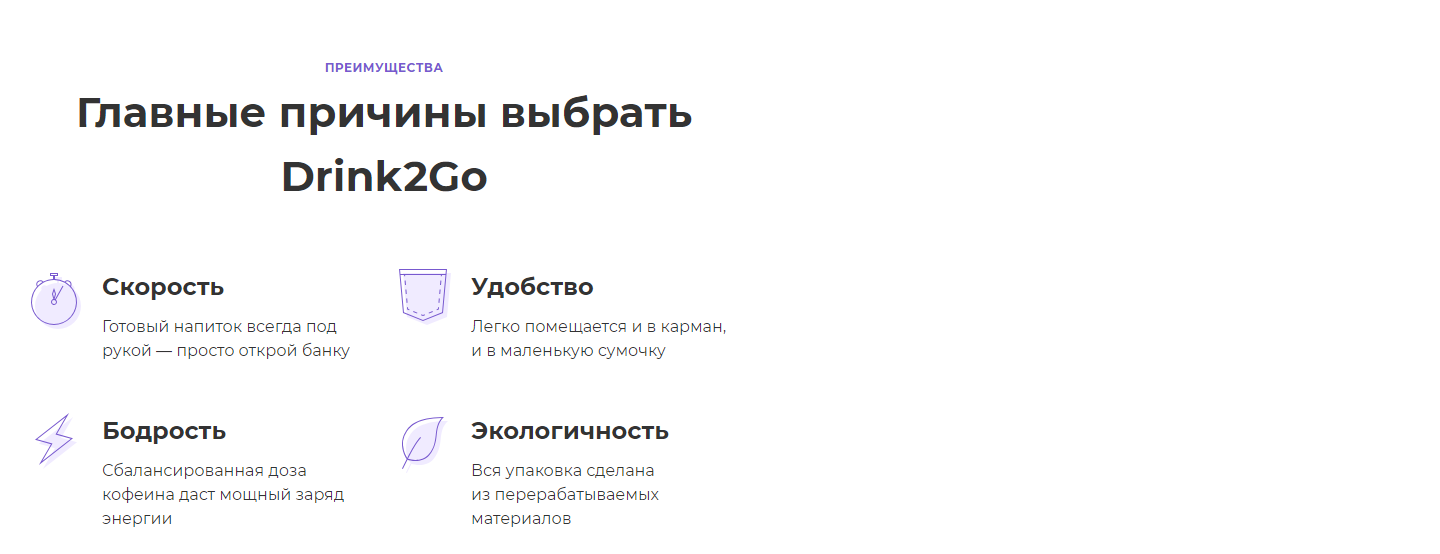 ПРЕИМУЩЕСТВА
Главные причины выбрать
Drink2Go
Скорость
Готовый напиток всегда под
рукой — просто открой банку
Удобство
Легко помещается и в карман,
и в маленькую сумочку
Бодрость
Сбалансированная доза
кофеина даст мощный заряд
энергии
Экологичность
Вся упаковка сделана
из перерабатываемых
материалов